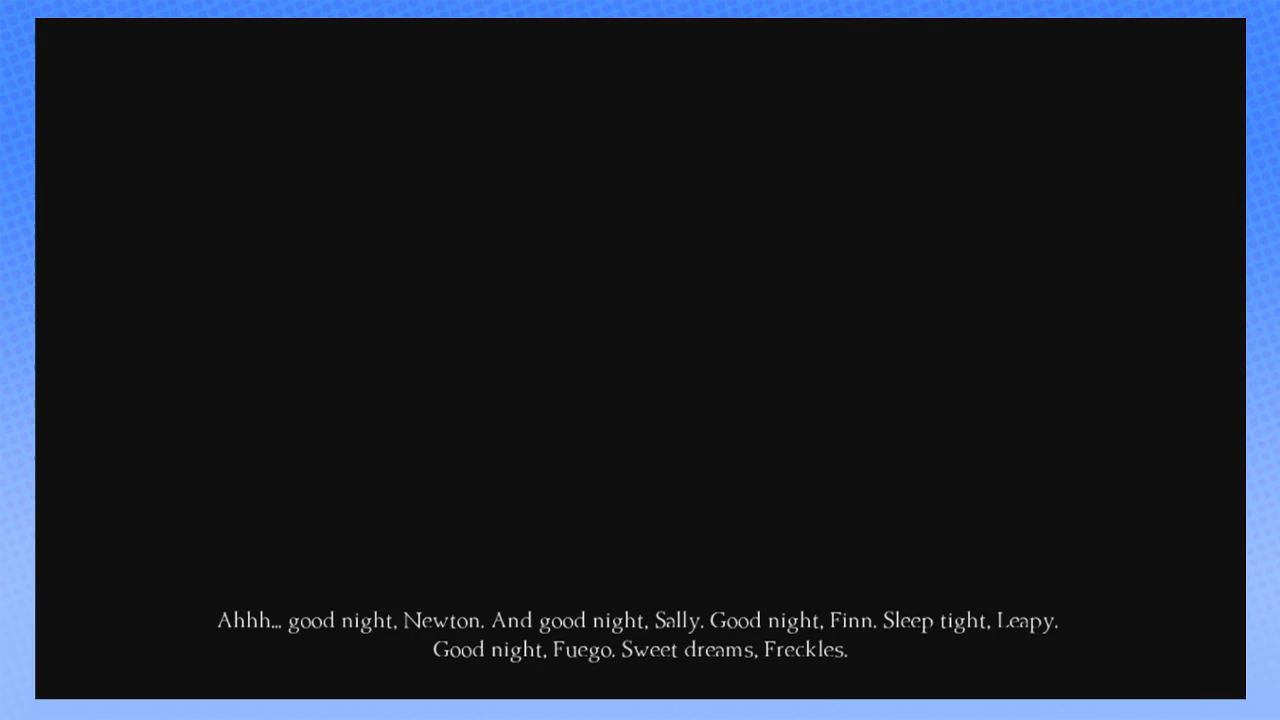 Ahhh... good night, Newton. And good night, Sally. Good night, Finn. Sleep tight, Leapy.
Good night, Fuego. Sweet dreams, Freckles.